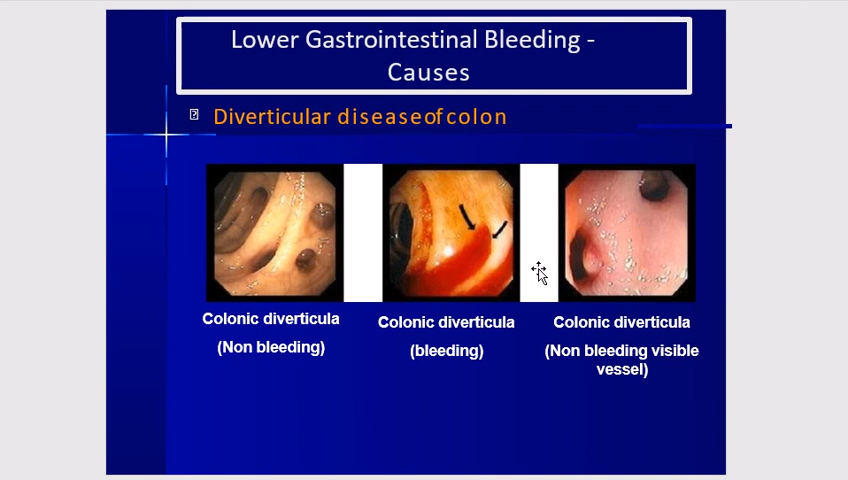 Lower Gastrointestinal Bleeding -
Causes
Diverticular disease of colon
Colonic diverticula
(Non bleeding)
Colonic diverticula
(bleeding)
Colonic diverticula
(Non bleeding visible
vessel)